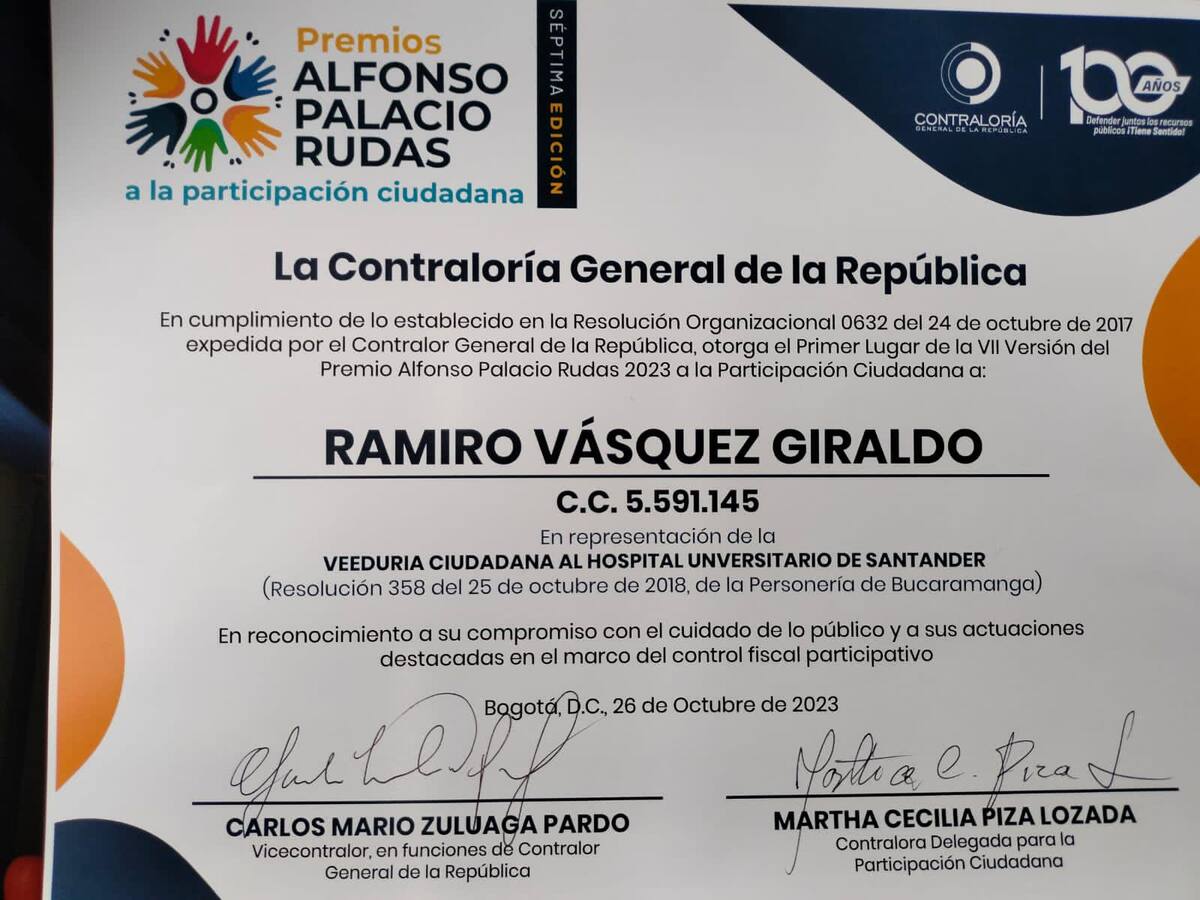 Premios
ALFONSO
PALACIO
RUDAS
a la participación ciudadana
SÉPTIMA EDICIÓN
CONTRALORÍA
GENERAL DE LA REPÚBLICA
100 AÑOS
Defender juntos los recursos
públicos ¡Tiene Sentido!
La Contraloría General de la República
En cumplimiento de lo establecido en la Resolución Organizacional 0632 del 24 de octubre de 2017
expedida por el Contralor General de la República, otorga el Primer Lugar de la VII Versión del
Premio Alfonso Palacio Rudas 2023 a la Participación Ciudadana a:
RAMIRO VÁSQUEZ GIRALDO
C.C. 5.591.145
En representación de la
VEEDURIA CIUDADANA AL HOSPITAL UNVERSITARIO DE SANTANDER
(Resolución 358 del 25 de octubre de 2018, de la Personería de Bucaramanga)
En reconocimiento a su compromiso con el cuidado de lo público y a sus actuaciones
destacadas en el marco del control fiscal participativo
Bogotá, D.C., 26 de Octubre de 2023
Martha C. Piza L
CARLOS MARIO ZULUAGA PARDO
Vicecontralor, en funciones de Contralor
General de la República
MARTHA CECILIA PIZA LOZADA
Contralora Delegada para la
Participación Ciudadana